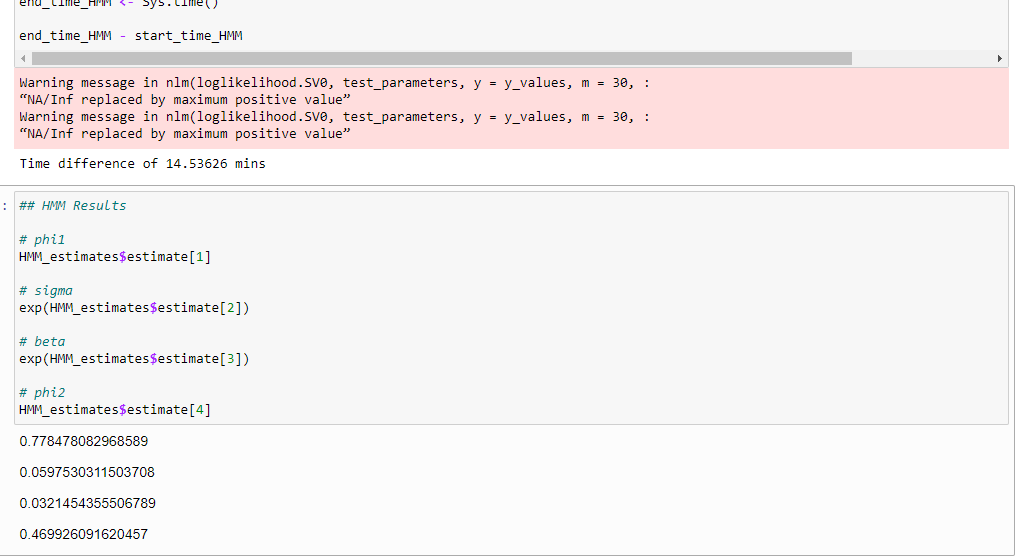 end_time_HMM <- Sys.time()
end_time_HMM - start_time_HMM
Warning message in nlm(loglikelihood.SV0, test_parameters, y = y_values, m = 30, :
“NA/Inf replaced by maximum positive value”
Warning message in nlm(loglikelihood.SV0, test_parameters, y = y_values, m = 30, :
“NA/Inf replaced by maximum positive value”
Time difference of 14.53626 mins
:
## HMM Results
# phi1
HMM_estimates$estimate[1]
# sigma
exp(HMM_estimates$estimate[2])
# beta
exp(HMM_estimates$estimate[3])
# phi2
HMM_estimates$estimate[4]
0.778478082968589
0.0597530311503708
0.0321454355506789
0.469926091620457